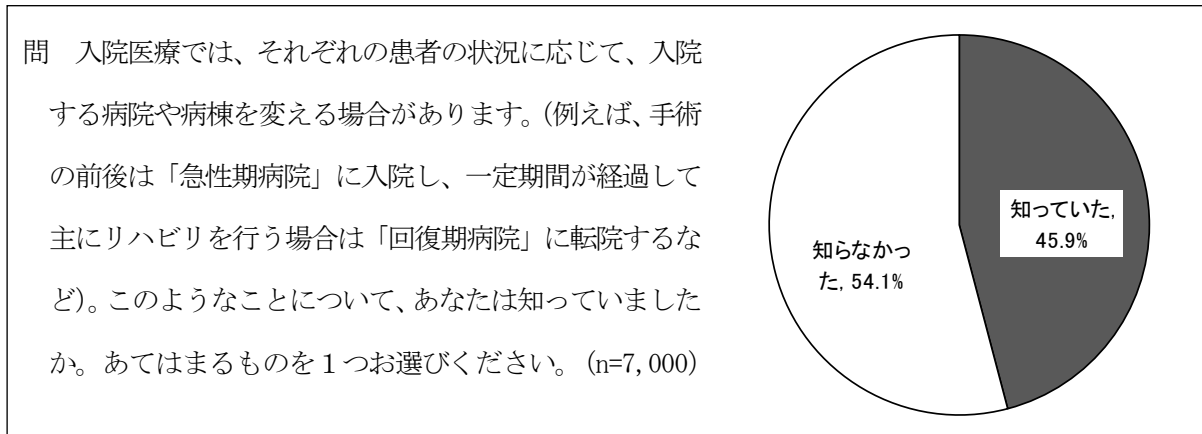 問　入院医療では、それぞれの患者の状況に応じて、入院
する病院や病棟を変える場合があります。（例えば、手術
の前後は「急性期病院」に入院し、一定期間が経過して
主にリハビリを行う場合は「回復期病院」に転院するな
ど）。このようなことについて、あなたは知っていました
か。あてはまるものを１つお選びください。（n=7,000）
知っていた,
45.9%
知らなかっ
た, 54.1%